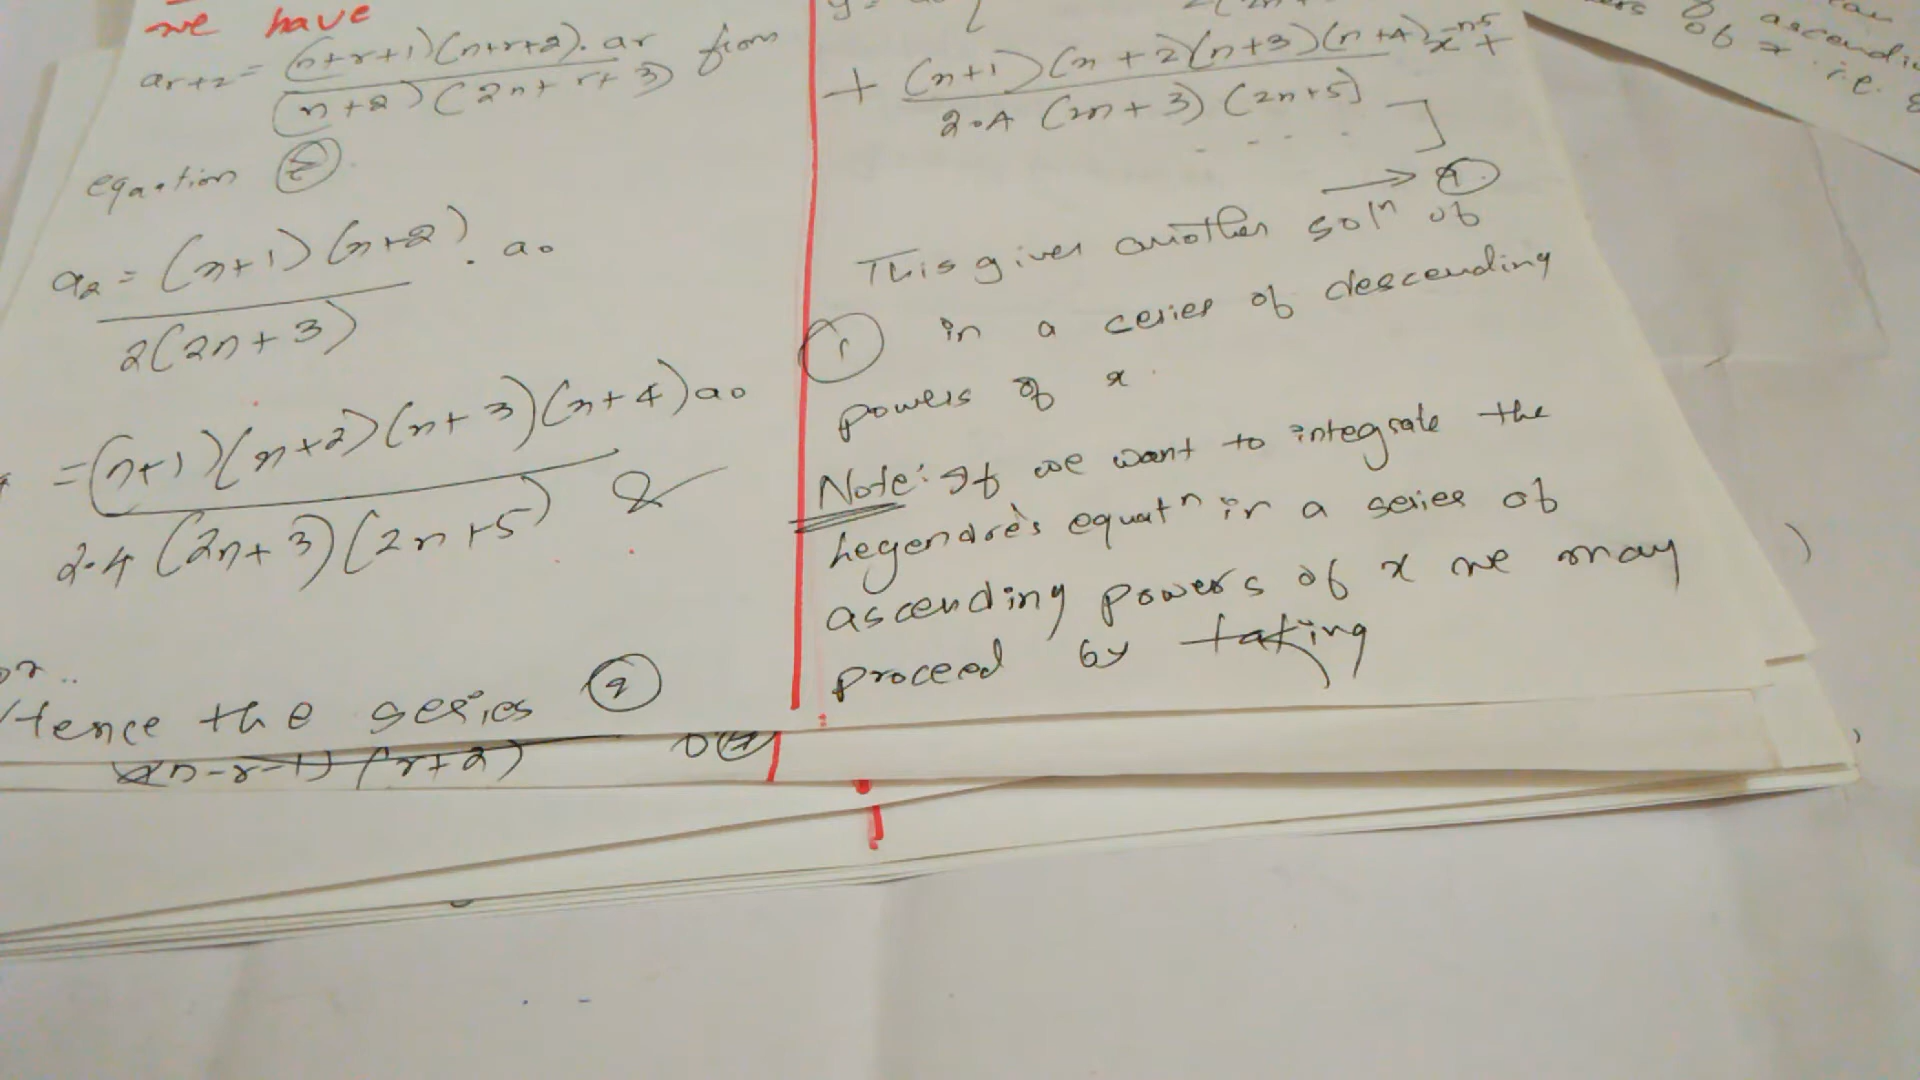 we have
ar+2 = (n+r+1)(n+r+2). ar from
(n+2)(2n+r+3)
equation
a2 = (n+1)(n+2) . a0
2(2n+3)
= (n+1)(n+2)(n+3)(n+4)a0
2.4 (2n+3)(2n+5) &
Hence the series 2
(r+2)
+ (n+1)(n+2)(n+3)(n+4) x-n-5 +
2.4 (2n+3)(2n+5) ]
. . . .
→
This gives another soln of
1 in a ceries of descending
powers of x.
Note: If we want to integrate the
Legendre's equatn in a series of
ascending powers of x we may
proceed by taking
ascendin
of x i.e.